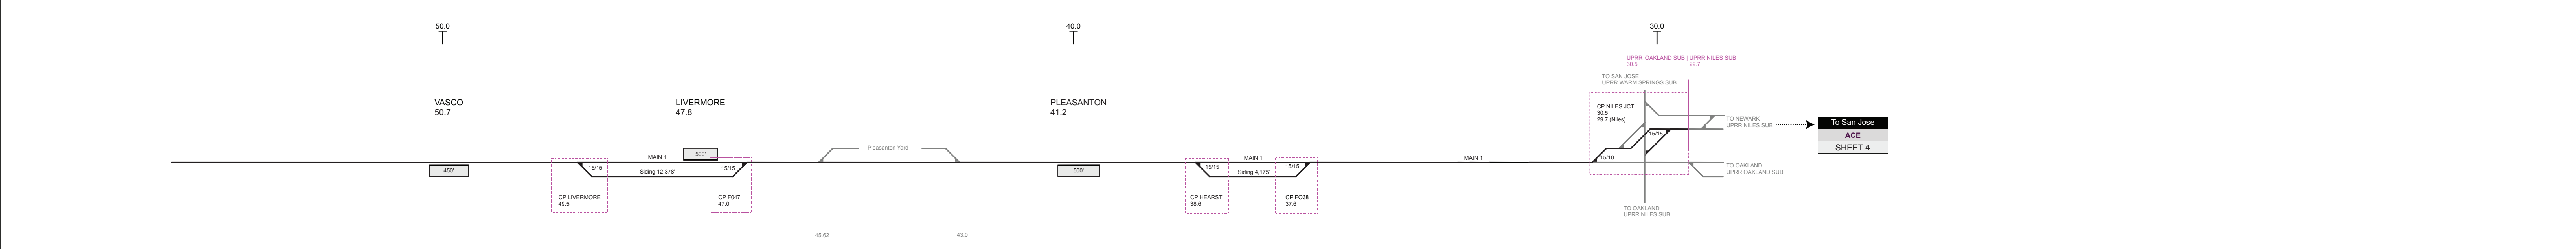 50.0
40.0
30.0
UPRR OAKLAND SUB | UPRR NILES SUB
30.5 29.7
TO SAN JOSE
UPRR WARM SPRINGS SUB
VASCO
50.7
LIVERMORE
47.8
PLEASANTON
41.2
CP NILES JCT
30.5
29.7 (Niles)
TO NEWARK
UPRR NILES SUB
To San Jose
ACE
SHEET 4
15/15
Pleasanton Yard
500'
MAIN 1
MAIN 1
MAIN 1
15/10
450'
15/15
Siding 12,378'
15/15
500'
15/15
Siding 4,175'
15/15
TO OAKLAND
UPRR OAKLAND SUB
CP LIVERMORE
49.5
CP F047
47.0
CP HEARST
38.6
CP FO38
37.6
TO OAKLAND
UPRR NILES SUB
45.62
43.0